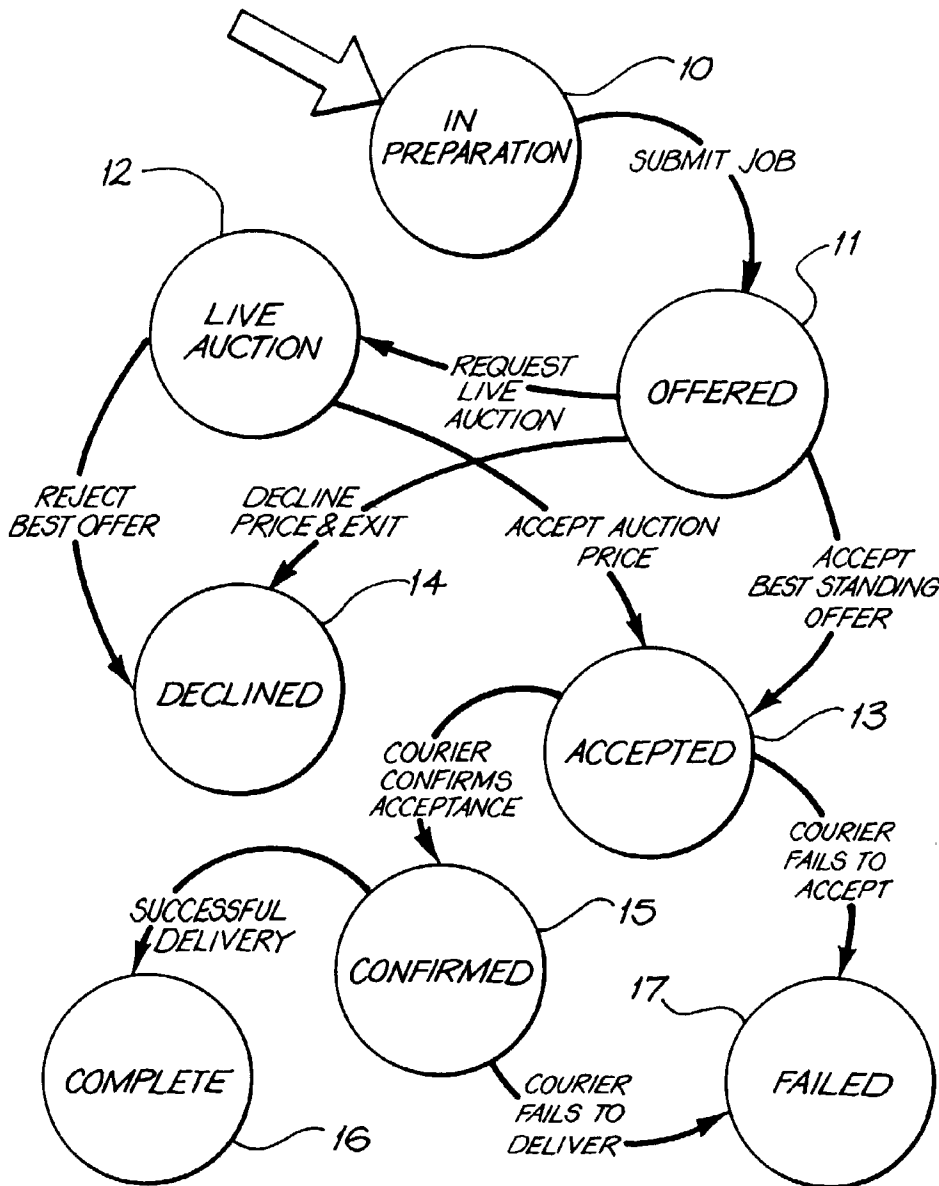 10
IN
PREPARATION
SUBMIT JOB
12
11
LIVE
AUCTION
REQUEST
LIVE
AUCTION
OFFERED
REJECT
BEST OFFER
DECLINE
PRICE & EXIT
ACCEPT AUCTION
PRICE
ACCEPT
BEST STANDING
OFFER
14
DECLINED
13
ACCEPTED
COURIER
CONFIRMS
ACCEPTANCE
COURIER
FAILS TO
ACCEPT
SUCCESSFUL
DELIVERY
15
CONFIRMED
17
COMPLETE
16
COURIER
FAILS TO
DELIVER
FAILED